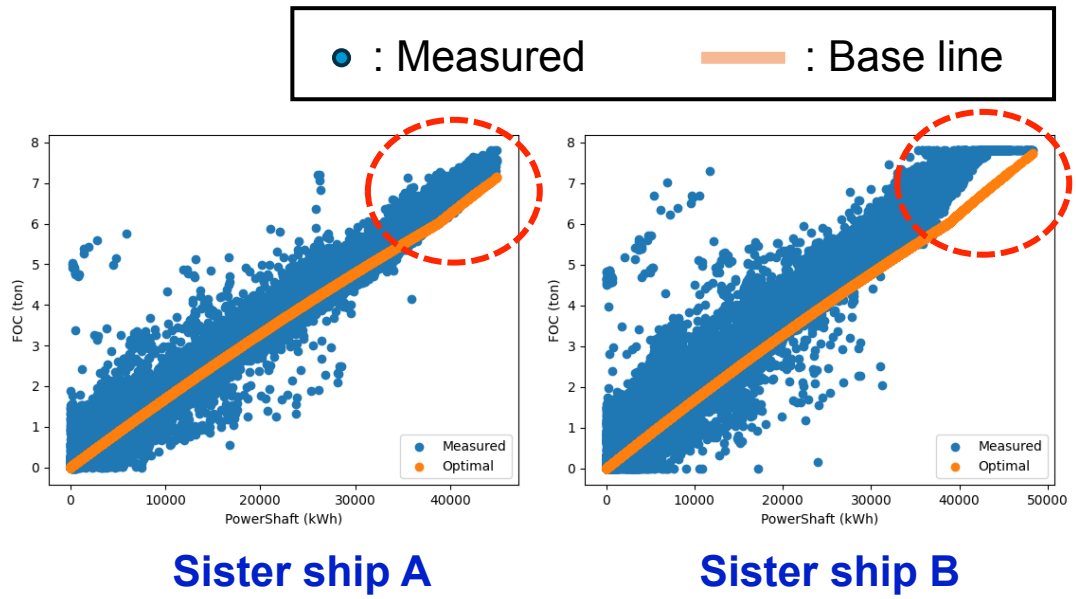 : Measured : Base line
8
7
6
5
4
3
2
1
0
FOC (ton)
0 10000 20000 30000 40000
PowerShaft (kWh)
Measured
Optimal
Sister ship A
8
7
6
5
4
3
2
1
0
FOC (ton)
0 10000 20000 30000 40000 50000
PowerShaft (kWh)
Measured
Optimal
Sister ship B